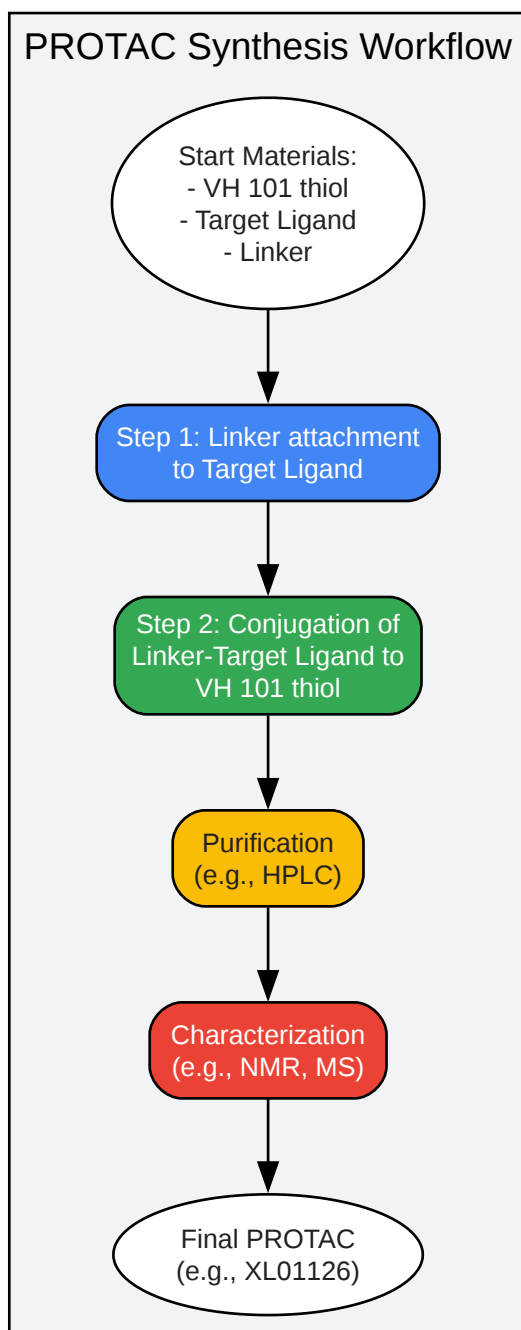 PROTAC Synthesis Workflow
Start Materials:
- VH 101 thiol
- Target Ligand
- Linker
Step 1: Linker attachment
to Target Ligand
Step 2: Conjugation of
Linker-Target Ligand to
VH 101 thiol
Purification
(e.g., HPLC)
Characterization
(e.g., NMR, MS)
Final PROTAC
(e.g., XL01126)